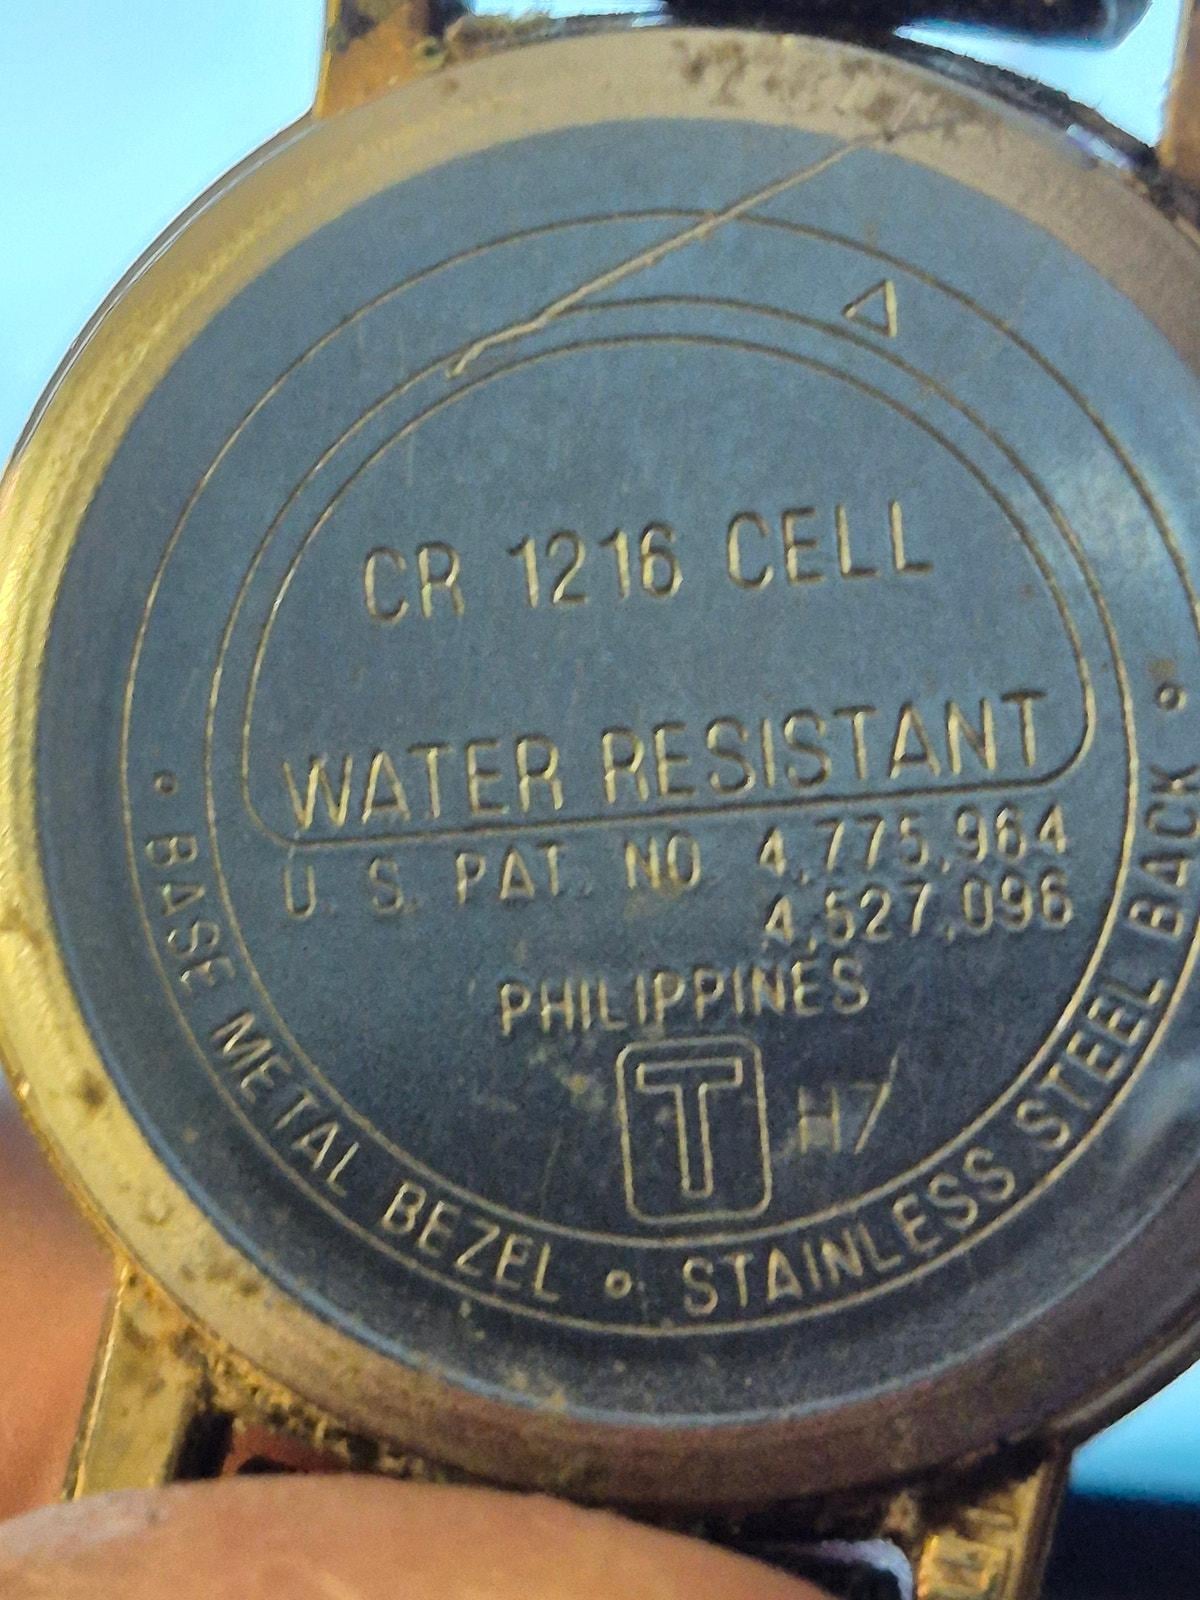 CR 1216 CELL
WATER RESISTANT
U. S. PAT. NO. 4,775,964
4,527,096
PHILIPPINES
T H7
• BASE METAL BEZEL • STAINLESS STEEL BACK •